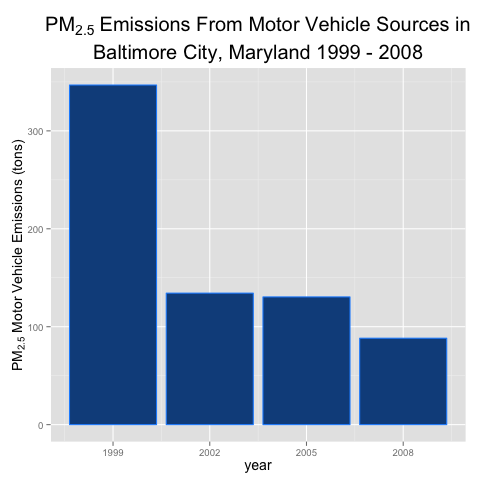 PM2.5 Emissions From Motor Vehicle Sources in
Baltimore City, Maryland 1999 - 2008
PM2.5 Motor Vehicle Emissions (tons)
300
200
100
0
1999 2002 2005 2008
year